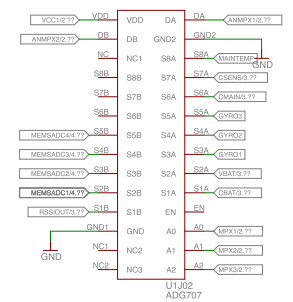 VCC1/2.?? VDD VDD DA DA ANMPX1/2.??
ANMPX2/2.?? DB DB GND2 GND2
NC NC1 S8A S8A MAINTEMP GND
S8B S8B S7A S7A CSENS/3.??
S7B S7B S6A S6A CMAIN/3.??
S6B S6B S5A S5A GYRO3
MEMSADC4/4.?? S5B S5B S4A S4A GYRO2
MEMSADC3/4.?? S4B S4B S3A S3A GYRO1
MEMSADC2/4.?? S3B S3B S2A S2A VBAT/3.??
MEMSADC1/4.?? S2B S2B S1A S1A CBAT/3.??
RSSIOUT/3.?? S1B S1B EN EN
GND1 GND A0 A0 MPX1/2.??
GND NC1 NC2 A1 A1 MPX2/2.??
NC2 NC3 A2 A2 MPX3/2.??
U1J02
ADG707